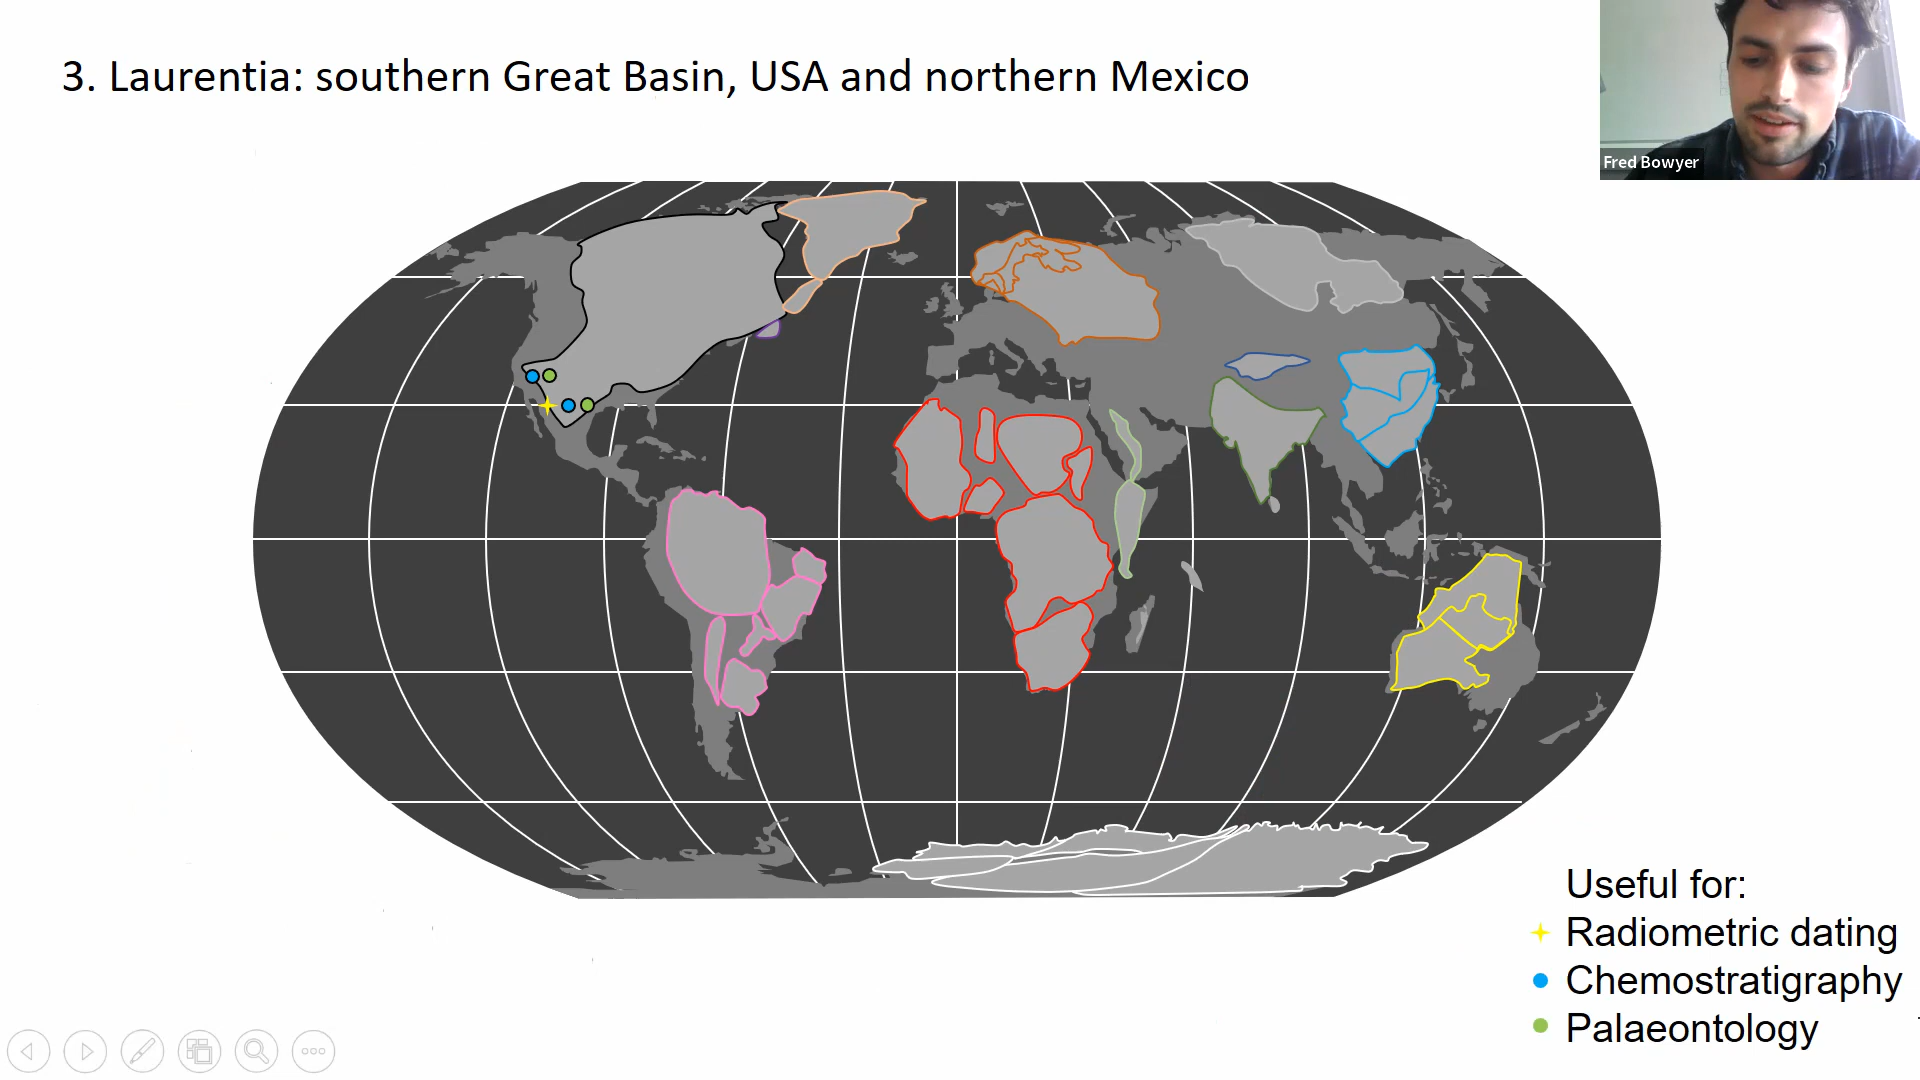 3. Laurentia: southern Great Basin, USA and northern Mexico
Fred Bowyer
Useful for:
Radiometric dating
Chemostratigraphy
Palaeontology